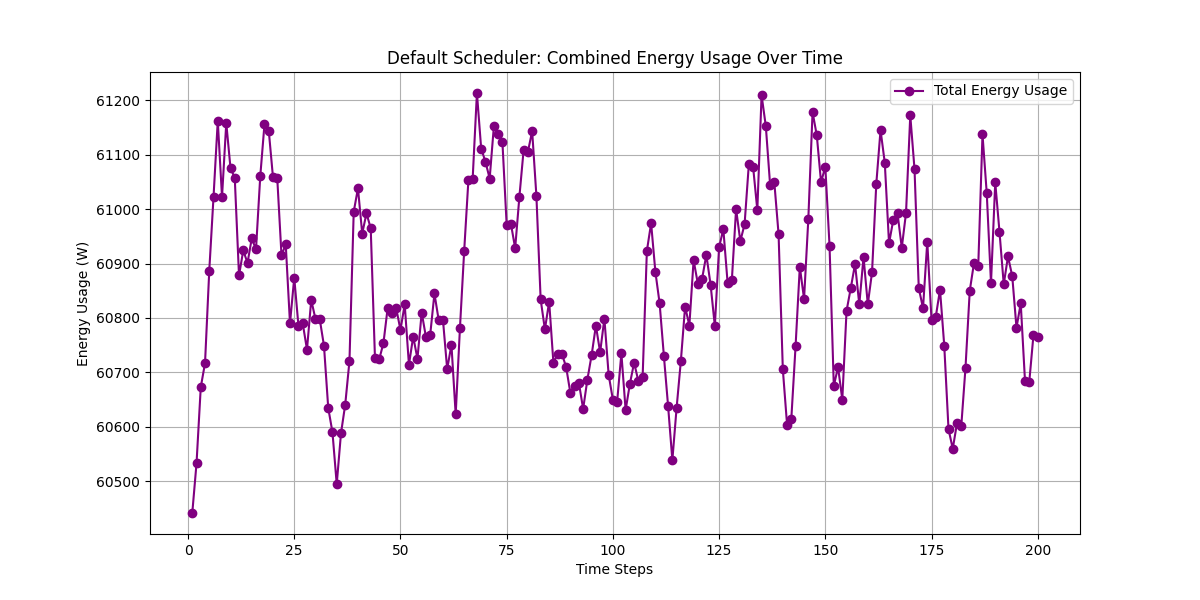 Default Scheduler: Combined Energy Usage Over Time
Total Energy Usage
Energy Usage (W)
61200
61100
61000
60900
60800
60700
60600
60500
0 25 50 75 100 125 150 175 200
Time Steps